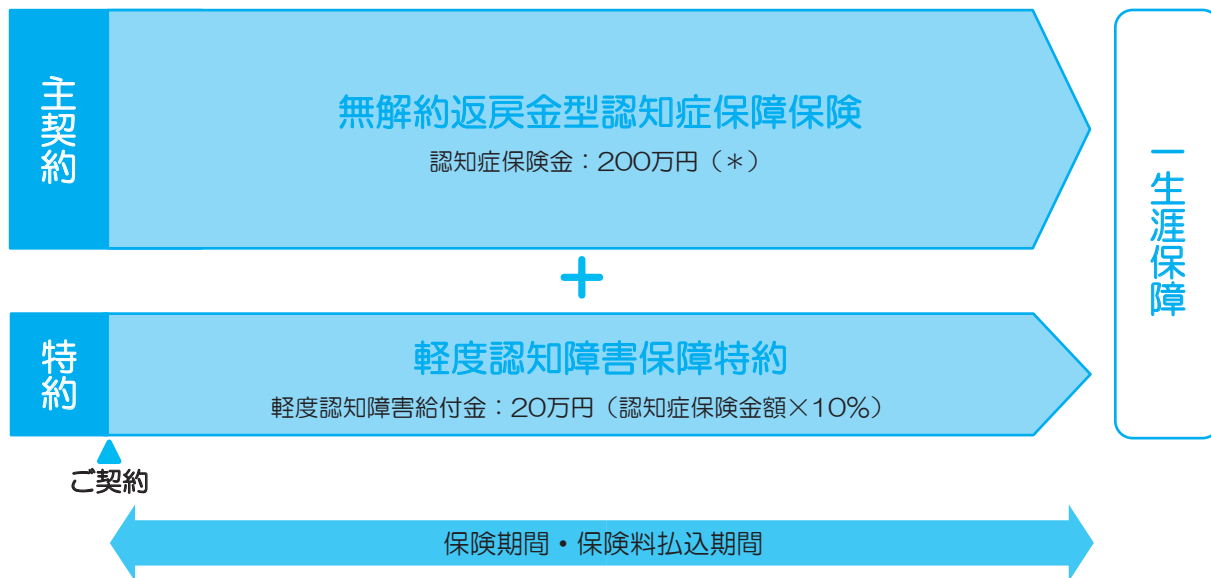 主契約
無解約返戻金型認知症保障保険
認知症保険金：200万円（＊）
＋
特約
軽度認知障害保障特約
軽度認知障害給付金：20万円（認知症保険金額×10%）
一生涯保障
ご契約
保険期間・保険料払込期間